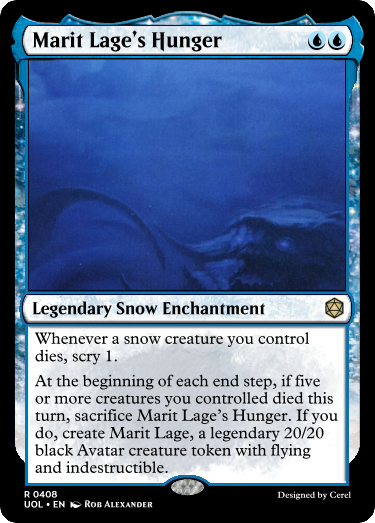 Marit Lage's Hunger
Legendary Snow Enchantment
Whenever a snow creature you control
dies, scry 1.
At the beginning of each end step, if five
or more creatures you controlled died this
turn, sacrifice Marit Lage's Hunger. If you
do, create Marit Lage, a legendary 20/20
black Avatar creature token with flying
and indestructible.
R 0408
UOL • EN Rob Alexander
Designed by Cerel